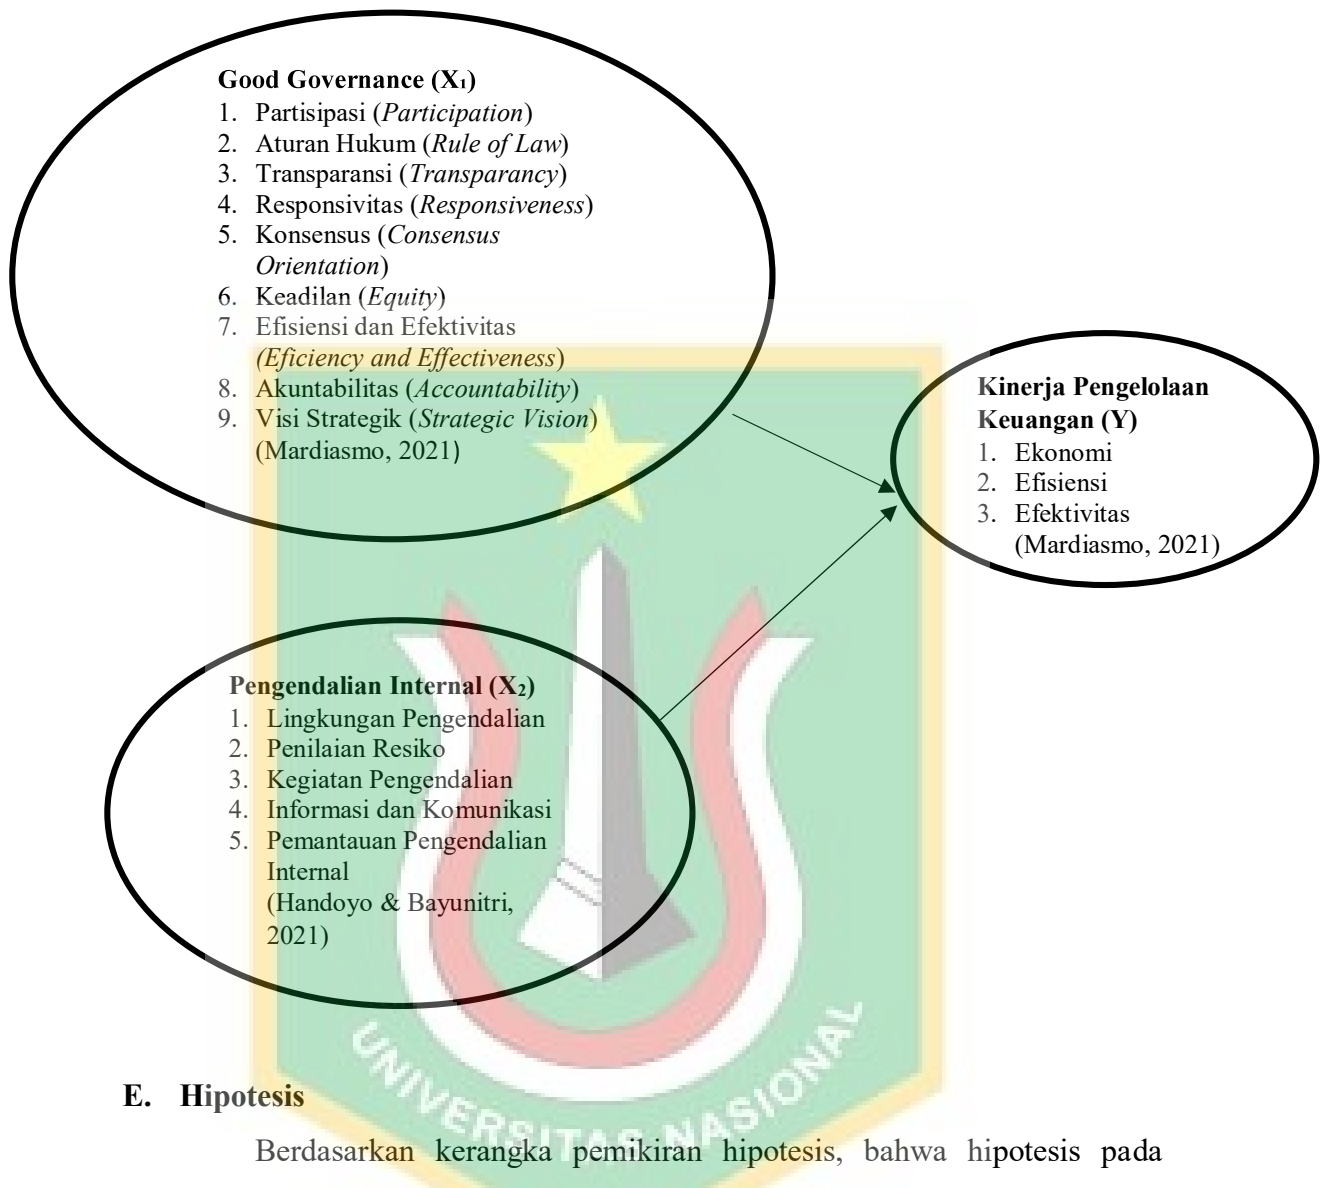 Good Governance (X₁)
1. Partisipasi (Participation)
2. Aturan Hukum (Rule of Law)
3. Transparansi (Transparancy)
4. Responsivitas (Responsiveness)
5. Konsensus (Consensus
Orientation)
6. Keadilan (Equity)
7. Efisiensi dan Efektivitas
(Eficiency and Effectiveness)
8. Akuntabilitas (Accountability)
9. Visi Strategik (Strategic Vision)
(Mardiasmo, 2021)
Kinerja Pengelolaan
Keuangan (Y)
1. Ekonomi
2. Efisiensi
3. Efektivitas
(Mardiasmo, 2021)
Pengendalian Internal (X₂)
1. Lingkungan Pengendalian
2. Penilaian Resiko
3. Kegiatan Pengendalian
4. Informasi dan Komunikasi
5. Pemantauan Pengendalian
Internal
(Handoyo & Bayunitri,
2021)
UNIVERSITAS NASIONAL
E. Hipotesis
Berdasarkan kerangka pemikiran hipotesis, bahwa hipotesis pada